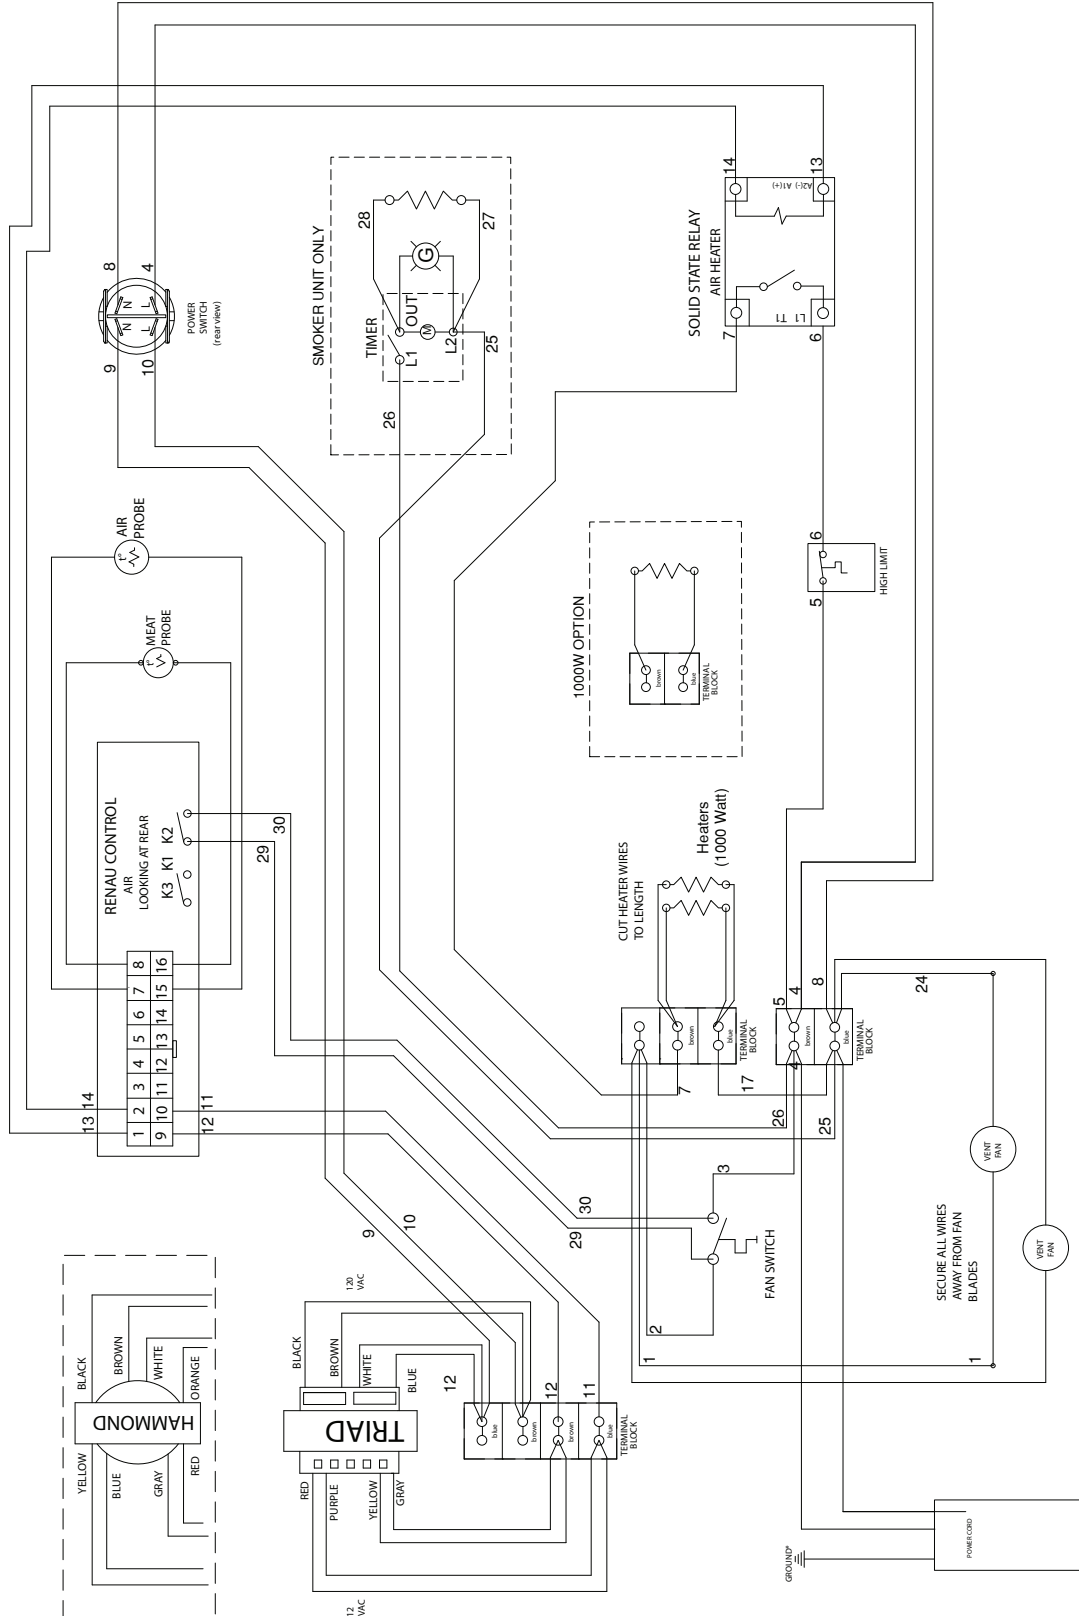 8
4
9
10
N
N
L
L
POWER
SWITCH
(rear view)
SMOKER UNIT ONLY
TIMER
28
27
G
OUT
M
L1
L2
25
26
14
13
A2(-) A1(+)
SOLID STATE RELAY
AIR HEATER
L1 T1
7
6
AIR
PROBE
t°
MEAT
PROBE
t°
1000W OPTION
brown
blue
TERMINAL
BLOCK
6
5
HIGH LIMIT
RENAU CONTROL
AIR
LOOKING AT REAR
K3 K1 K2
30
29
1 2 3 4 5 6 7 8
9 10 11 12 13 14 15 16
13 14
12 11
CUT HEATER WIRES
TO LENGTH
Heaters
(1000 Watt)
brown
blue
TERMINAL
BLOCK
7
17
5
4
8
24
brown
blue
TERMINAL
BLOCK
4
26
25
3
30
29
FAN SWITCH
2
1
1
VENT
FAN
VENT
FAN
SECURE ALL WIRES
AWAY FROM FAN
BLADES
9
10
120
VAC
HAMMOND
BLACK
BROWN
WHITE
ORANGE
YELLOW
BLUE
GRAY
RED
TRIAD
BLACK
BROWN
WHITE
BLUE
RED
PURPLE
YELLOW
GRAY
12
12
11
blue
brown
brown
blue
TERMINAL
BLOCK
12
VAC
GROUND*
POWER CORD